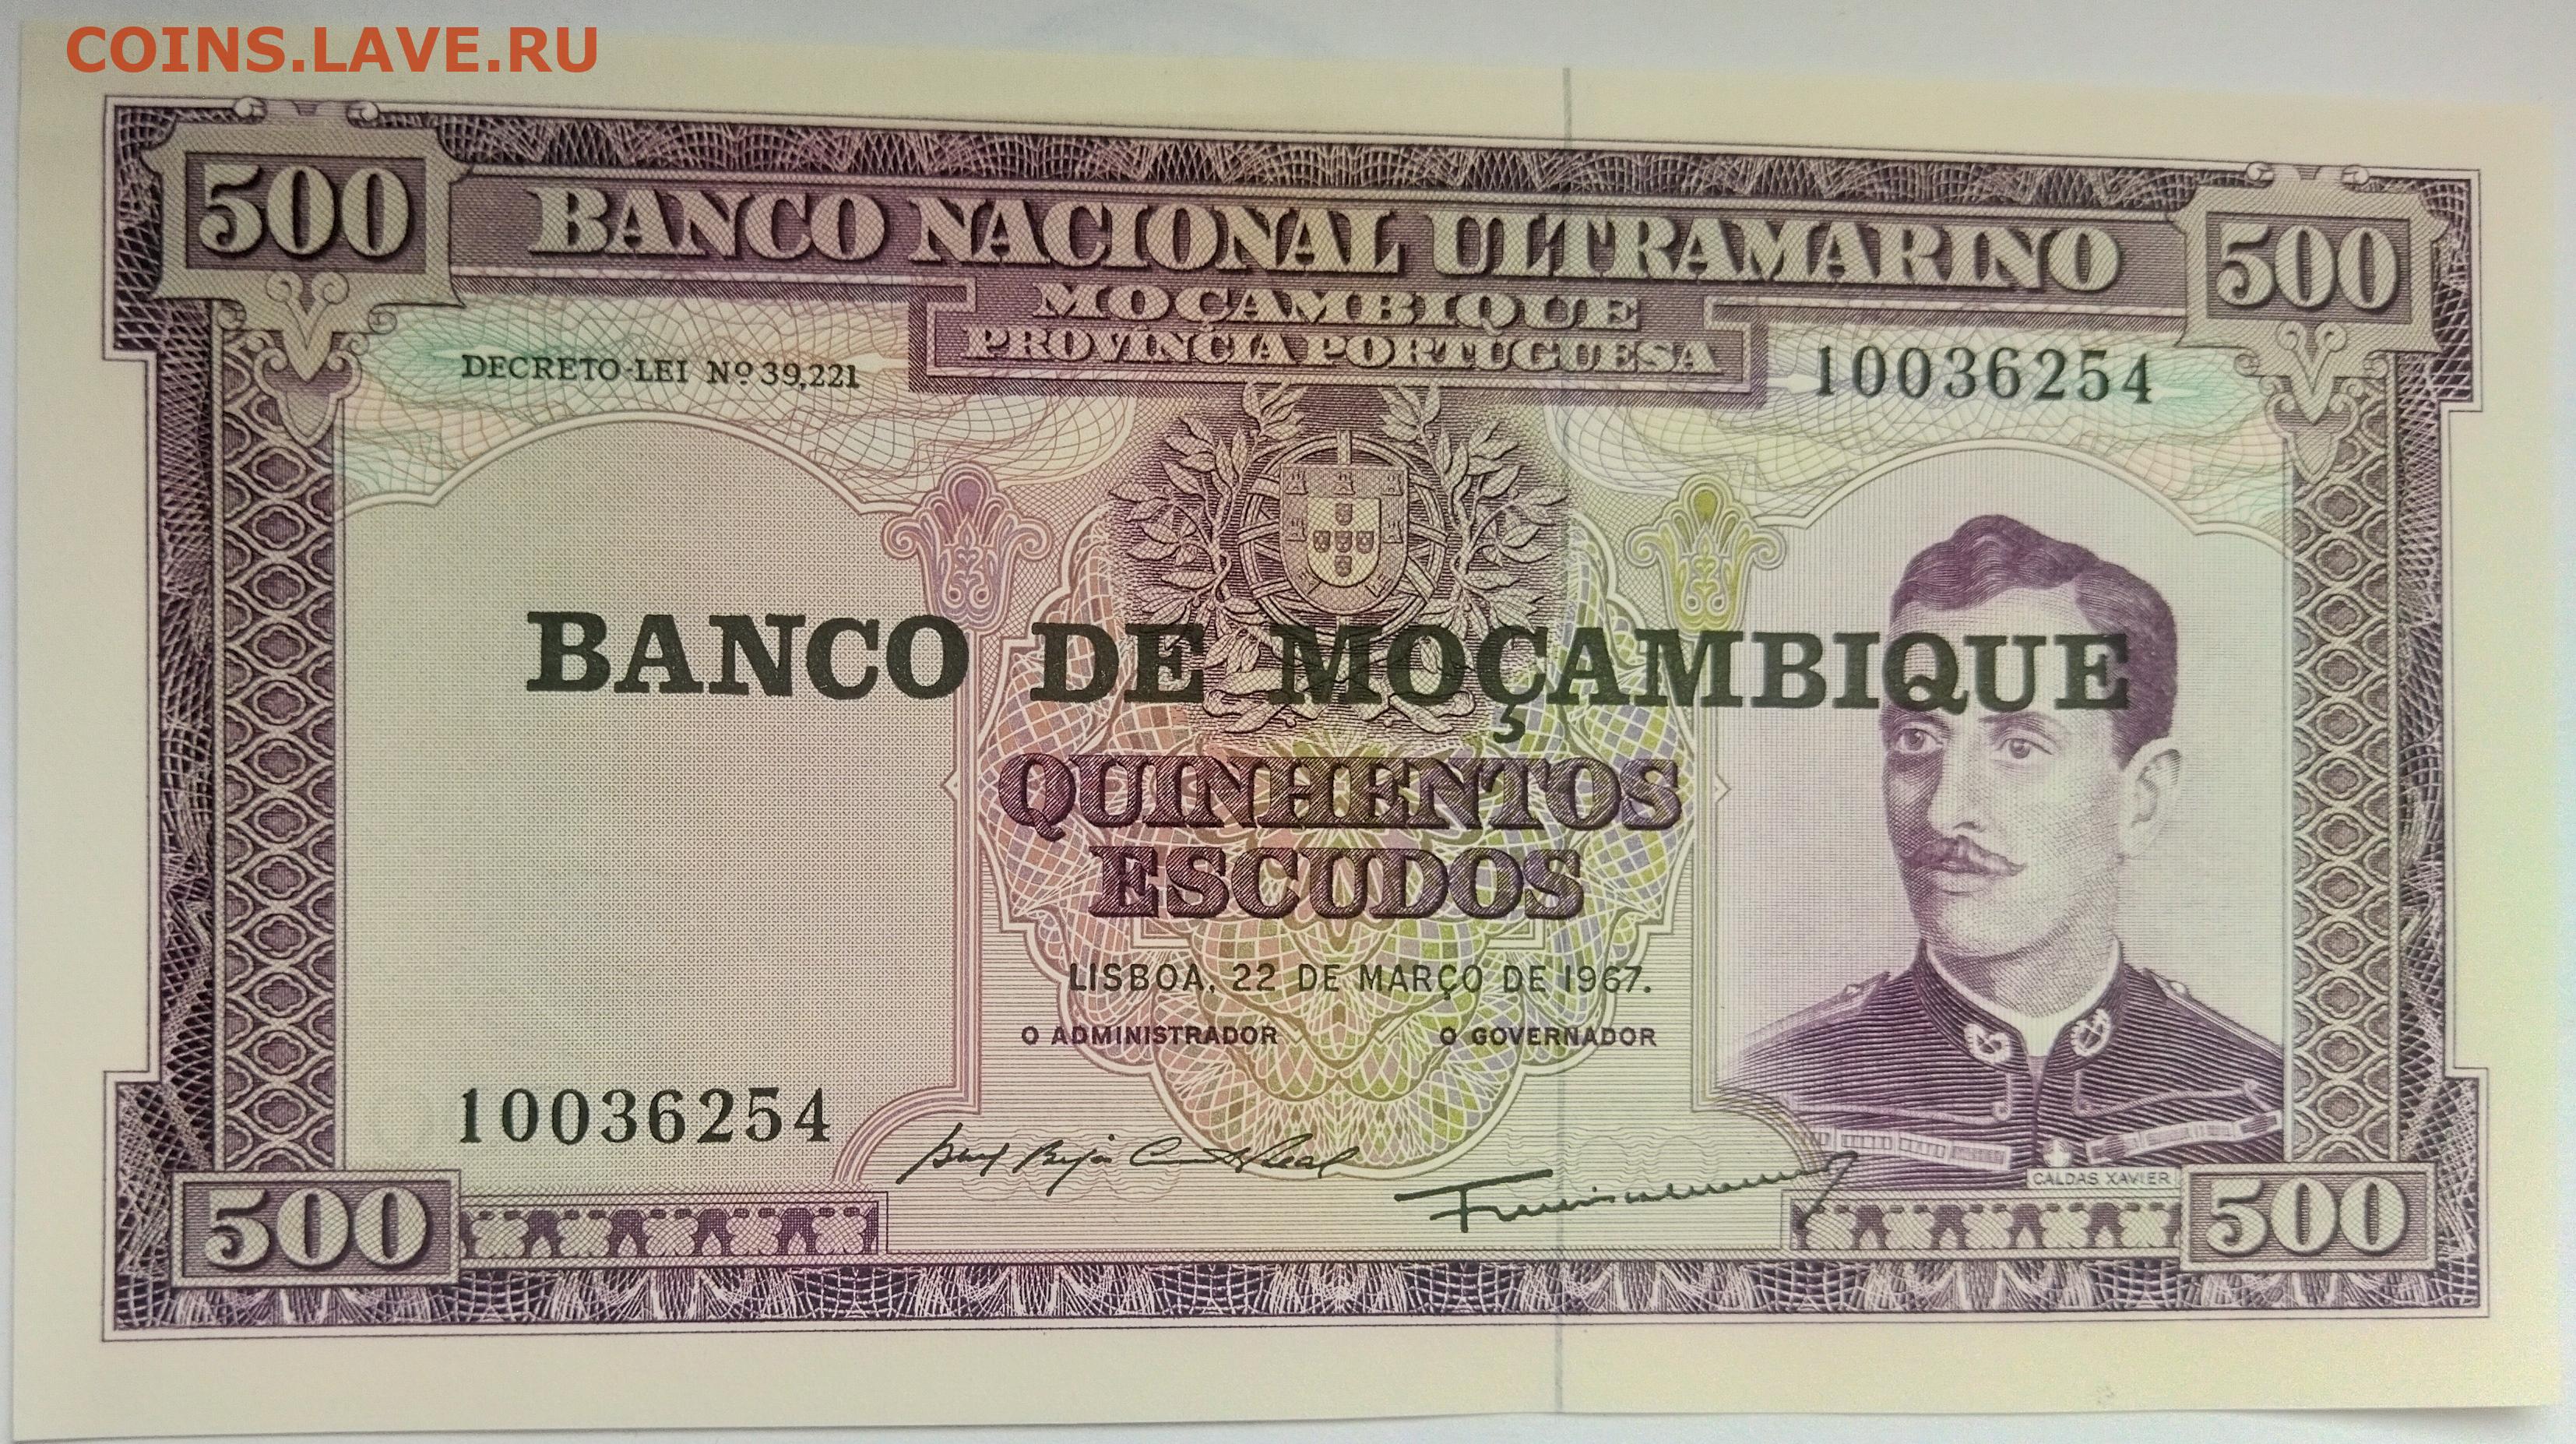 COINS.LAVE.RU
500 BANCO NACIONAL ULTRAMARINO 500
MOÇAMBIQUE
PROVÍNCIA PORTUGUESA
DECRETO-LEI Nº 39,221
10036254
BANCO DE MOÇAMBIQUE
QUINHENTOS
ESCUDOS
LISBOA, 22 DE MARÇO DE 1967.
O ADMINISTRADOR O GOVERNADOR
10036254
CALDAS XAVIER
500 500